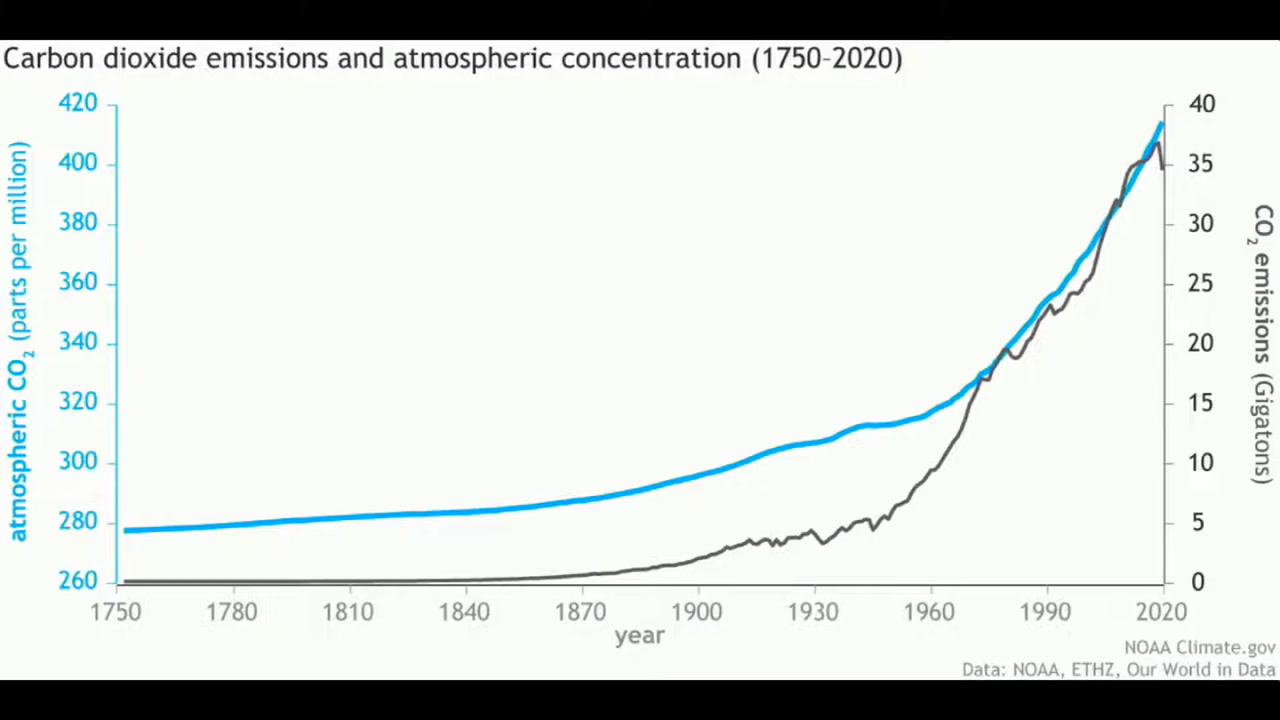 Carbon dioxide emissions and atmospheric concentration (1750-2020)
atmospheric CO2 (parts per million)
420
400
380
360
340
320
300
280
260
40
35
30
25
20
15
10
5
0
CO2 emissions (Gigatons)
1750 1780 1810 1840 1870 1900 1930 1960 1990 2020
year
NOAA Climate.gov
Data: NOAA, ETHZ, Our World in Data